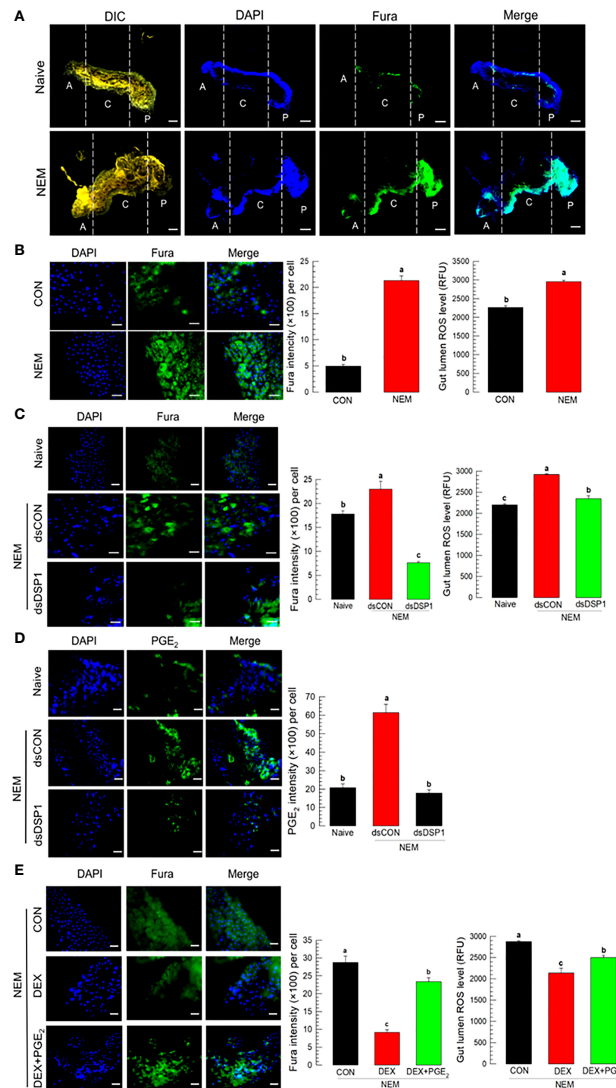 A
DIC DAPI Fura Merge
Naive
A C P A C P A C P A C P
NEM
A C P A C P A C P A C P
B
DAPI Fura Merge
CON
NEM
Fura intencity (×100) per cell
25
20
15
10
5
0
b a
CON NEM
Gut lumen ROS level (RFU)
3500
3000
2500
2000
1500
1000
500
0
b a
CON NEM
C
DAPI Fura Merge
Naive
NEM
dsCON
dsDSP1
Fura intensity (×100) per cell
25
20
15
10
5
0
b a c
Naive dsCON dsDSP1
NEM
Gut lumen ROS level (RFU)
3000
2500
2000
1500
1000
500
0
c a b
Naive dsCON dsDSP1
NEM
D
DAPI PGE₂ Merge
Naive
NEM
dsCON
dsDSP1
PGE₂ intensity (×100) per cell
70
60
50
40
30
20
10
0
b a b
Naive dsCON dsDSP1
NEM
E
DAPI Fura Merge
NEM
CON
DEX
DEX+PGE₂
Fura intensity (×100) per cell
35
30
25
20
15
10
5
0
a c b
CON DEX DEX+PGE₂
NEM
Gut lumen ROS level (RFU)
3000
2500
2000
1500
1000
500
0
a c b
CON DEX
NEM